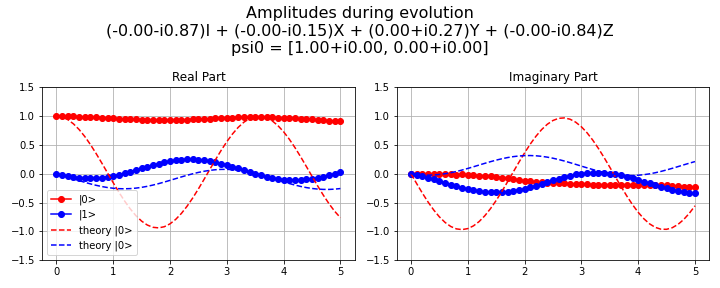 Amplitudes during evolution
(-0.00-i0.87)I + (-0.00-i0.15)X + (0.00+i0.27)Y + (-0.00-i0.84)Z
psi0 = [1.00+i0.00, 0.00+i0.00]
Real Part
1.5
1.0
0.5
0.0
-0.5
-1.0
-1.5
|0>
|1>
theory |0>
theory |0>
0 1 2 3 4 5
Imaginary Part
1.5
1.0
0.5
0.0
-0.5
-1.0
-1.5
0 1 2 3 4 5